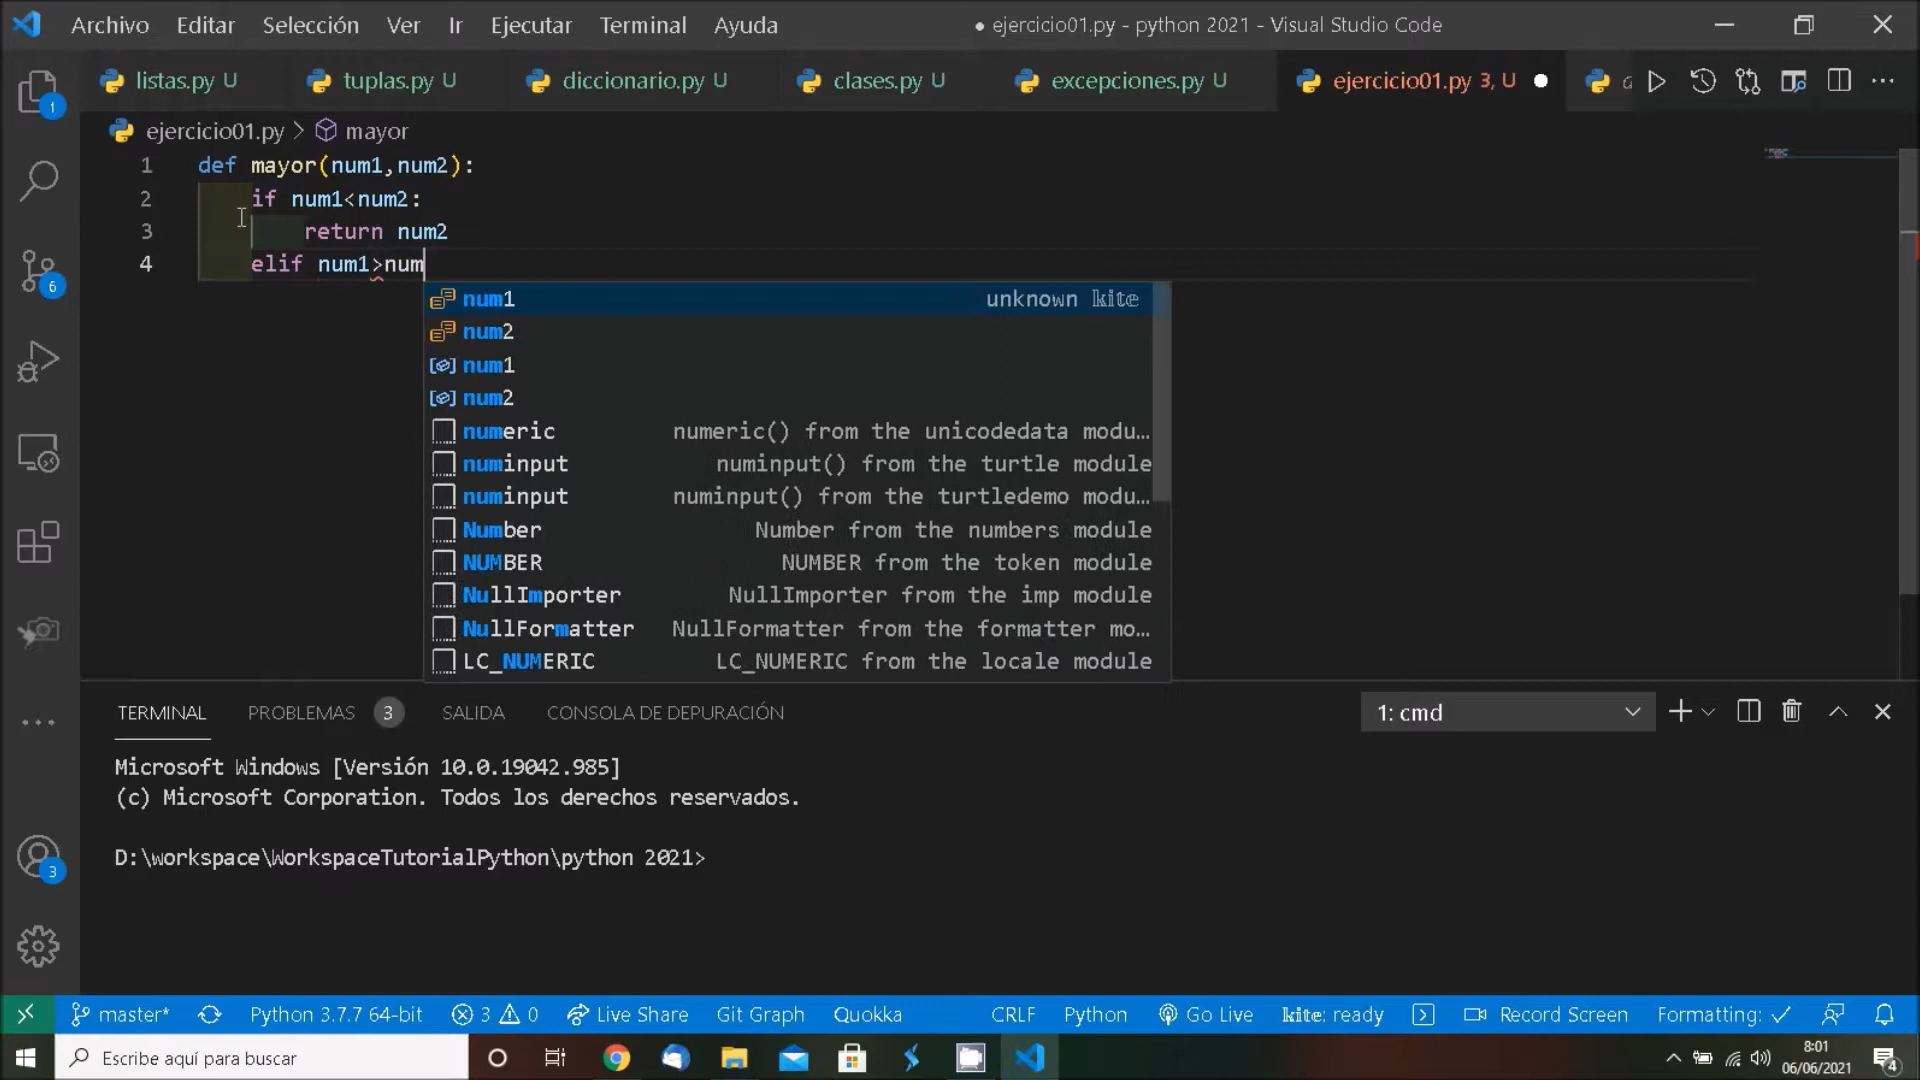 Archivo Editar Selección Ver Ir Ejecutar Terminal Ayuda ● ejercicio01.py - python 2021 - Visual Studio Code
listas.py U tuplas.py U diccionario.py U clases.py U excepciones.py U ejercicio01.py 3, U
ejercicio01.py > mayor
1 def mayor(num1,num2):
2 if num1<num2:
3 return num2
4 elif num1>num
num1 unknown kite
num2
num1
num2
numeric numeric() from the unicodedata modu…
numinput numinput() from the turtle module
numinput numinput() from the turtledemo modu…
Number Number from the numbers module
NUMBER NUMBER from the token module
NullImporter NullImporter from the imp module
NullFormatter NullFormatter from the formatter mo…
LC_NUMERIC LC_NUMERIC from the locale module
1
6
3
TERMINAL PROBLEMAS 3 SALIDA CONSOLA DE DEPURACIÓN 1: cmd
Microsoft Windows [Versión 10.0.19042.985]
(c) Microsoft Corporation. Todos los derechos reservados.
D:\workspace\WorkspaceTutorialPython\python 2021>
master* Python 3.7.7 64-bit 3 0 Live Share Git Graph Quokka CRLF Python Go Live kite: ready Record Screen Formatting: ✓
Escribe aquí para buscar
8:01
06/06/2021
4